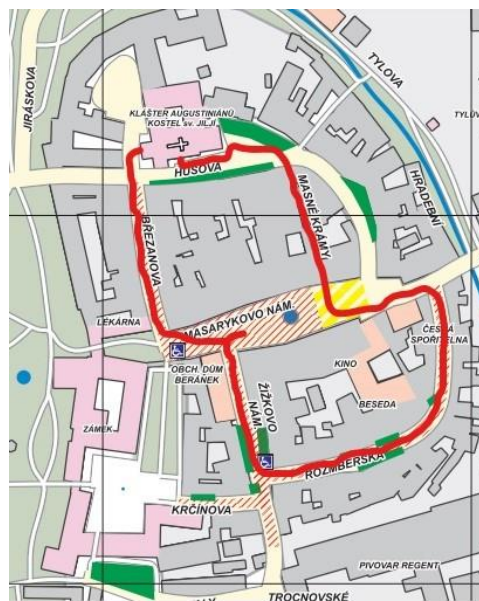 JIRÁSKOVA
TYLOVA
KLÁŠTER AUGUSTINIÁNŮ
KOSTEL sv. JILJÍ
HUSOVA
HRADEBNÍ
MASNÉ KRÁMY
BŘEZANOVA
MASARYKOVO NÁM.
LÉKÁRNA
OBCH. DŮM
BERÁNEK
ČESKÁ
SPOŘITELNA
KINO
BESEDA
ZÁMEK
ŽIŽKOVO
NÁM.
ROŽMBERSKÁ
KRČÍNOVA
PIVOVAR REGENT
TROCNOVSKÉ